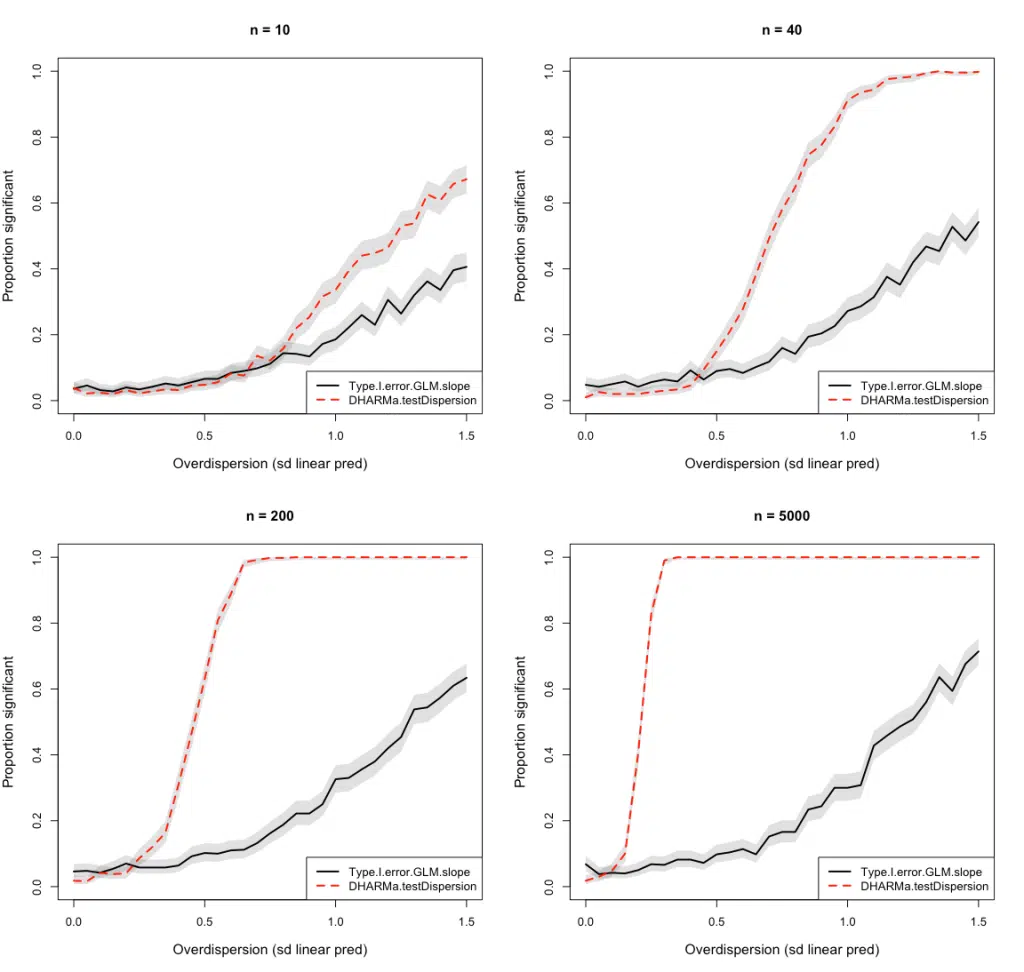 n = 10
Proportion significant
1.0
0.8
0.6
0.4
0.2
0.0
Type.I.error.GLM.slope
DHARMa.testDispersion
0.0 0.5 1.0 1.5
Overdispersion (sd linear pred)
n = 40
Proportion significant
1.0
0.8
0.6
0.4
0.2
0.0
Type.I.error.GLM.slope
DHARMa.testDispersion
0.0 0.5 1.0 1.5
Overdispersion (sd linear pred)
n = 200
Proportion significant
1.0
0.8
0.6
0.4
0.2
0.0
Type.I.error.GLM.slope
DHARMa.testDispersion
0.0 0.5 1.0 1.5
Overdispersion (sd linear pred)
n = 5000
Proportion significant
1.0
0.8
0.6
0.4
0.2
0.0
Type.I.error.GLM.slope
DHARMa.testDispersion
0.0 0.5 1.0 1.5
Overdispersion (sd linear pred)